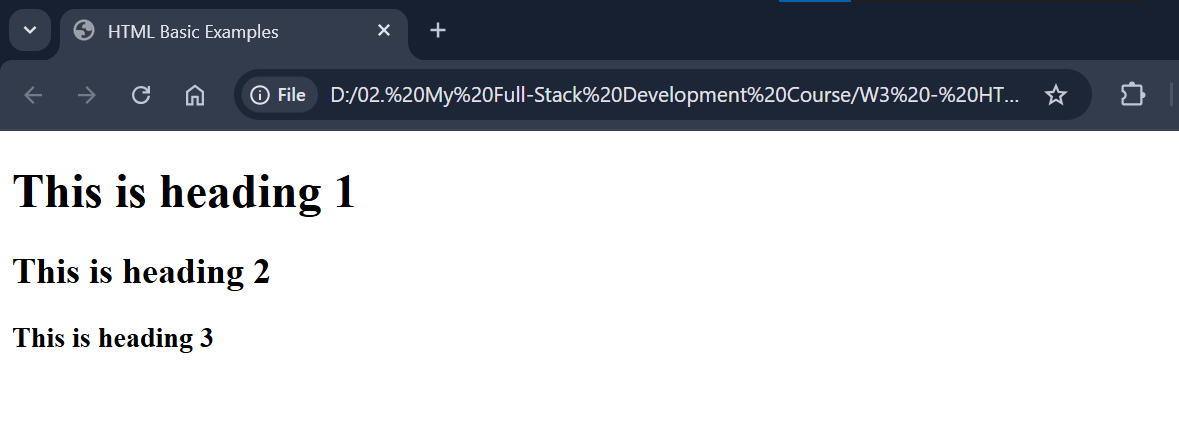 HTML Basic Examples
File D:/02.%20My%20Full-Stack%20Development%20Course/W3%20-%20HT...
This is heading 1
This is heading 2
This is heading 3